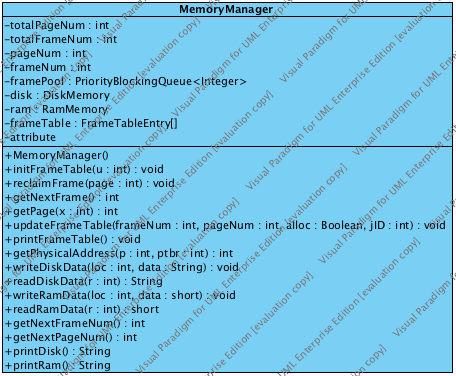 MemoryManager
-totalPageNum : int
-totalFrameNum : int
-pageNum : int
-frameNum : int
-framePool : PriorityBlockingQueue<Integer>
-disk : DiskMemory
-ram : RamMemory
-frameTable : FrameTableEntry[]
-attribute
+MemoryManager()
+initFrameTable(u : int) : void
+reclaimFrame(page : int) : void
+getNextFrame() : int
+getPage(x : int) : int
+updateFrameTable(frameNum : int, pageNum : int, alloc : Boolean, jID : int) : void
+printFrameTable() : void
+getPhysicalAddress(p : int, ptbr : int) : int
+writeDiskData(loc : int, data : String) : void
+readDiskData(r : int) : String
+writeRamData(loc : int, data : short) : void
+readRamData(r : int) : short
+getNextFrameNum() : int
+getNextPageNum() : int
+printDisk() : String
+printRam() : String
Visual Paradigm for UML Enterprise Edition [evaluation copy]